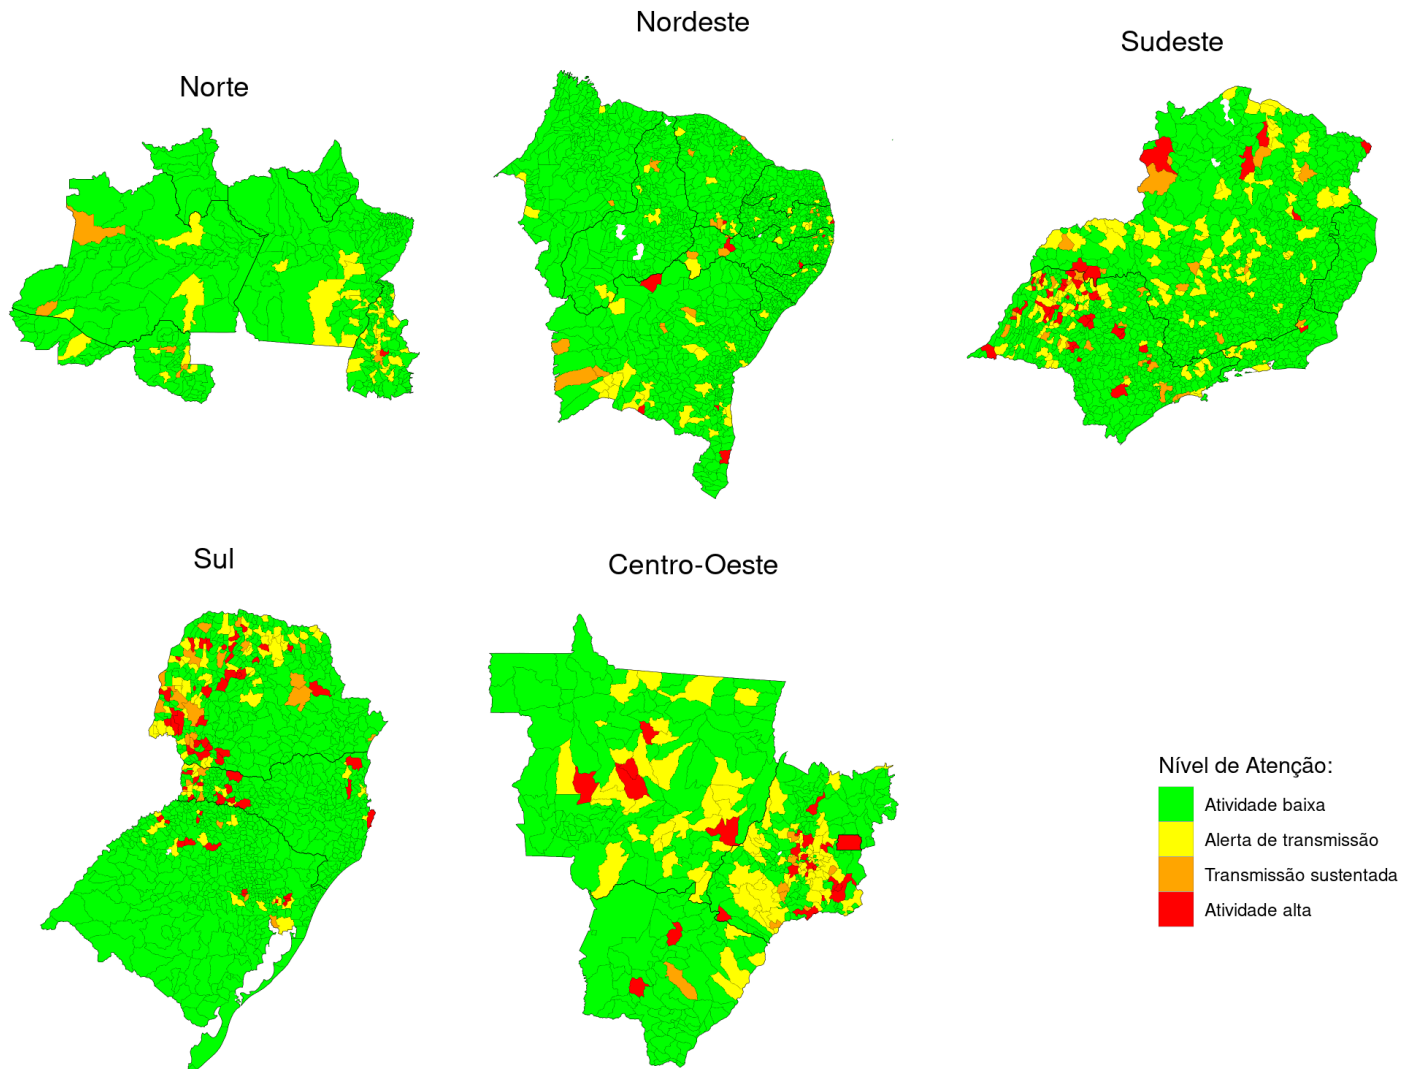 Norte
Nordeste
Sudeste
Sul
Centro-Oeste
Nível de Atenção:
Atividade baixa
Alerta de transmissão
Transmissão sustentada
Atividade alta